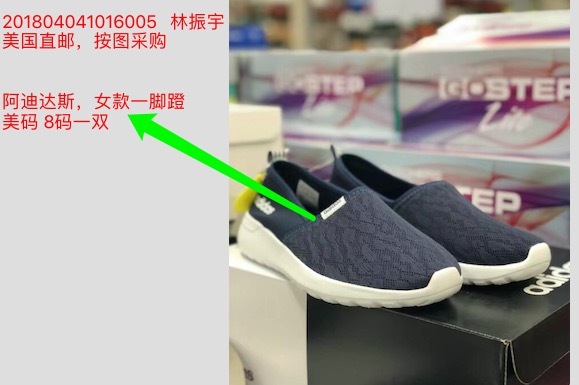 201804041016005 林振宇
美国直邮，按图采购
阿迪达斯，女款一脚蹬
美码 8码一双
GOSTEP
Lite
STEP
adidas
adidas